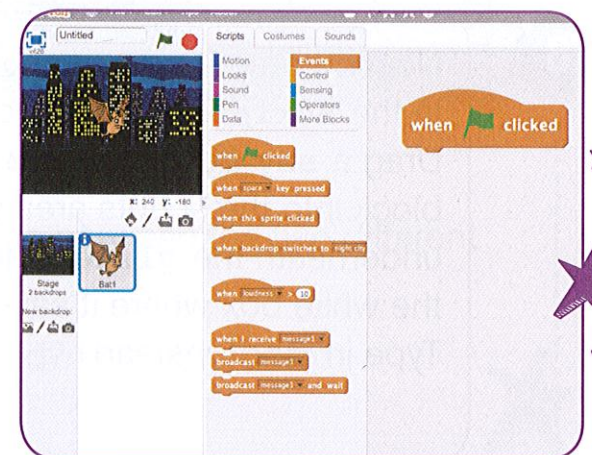 Untitled
Scripts Costumes Sounds
Motion Events
Looks Control
Sound Sensing
Pen Operators
Data More Blocks
when clicked
when clicked
when space key pressed
when this sprite clicked
when backdrop switches to night city
when loudness > 10
when I receive message1
broadcast message1
broadcast message1 and wait
x: 240 y: -180
Stage
2 backdrops
Bat1
New backdrop: